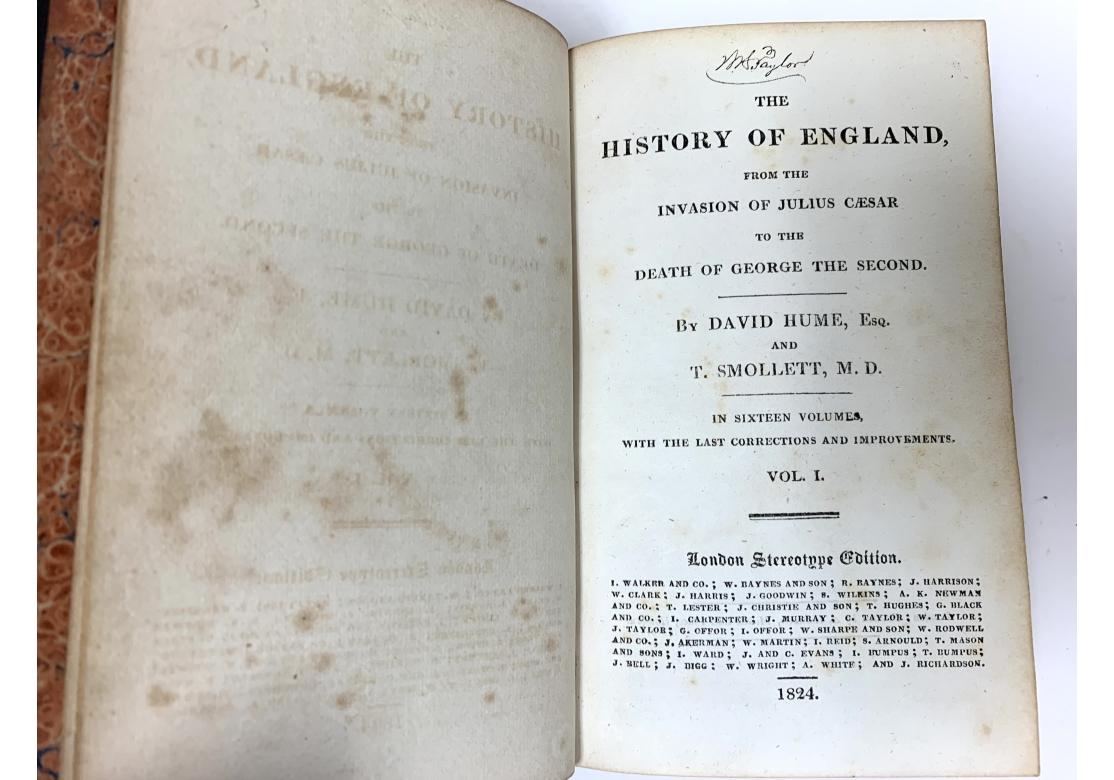 Wm. S. Taylor
THE
HISTORY OF ENGLAND,
FROM THE
INVASION OF JULIUS CÆSAR
TO THE
DEATH OF GEORGE THE SECOND.
By DAVID HUME, Esq.
AND
T. SMOLLETT, M. D.
IN SIXTEEN VOLUMES,
WITH THE LAST CORRECTIONS AND IMPROVEMENTS.
VOL. I.
London Stereotype Edition.
I. WALKER AND CO.; W. BAYNES AND SON; R. BAYNES; J. HARRISON;
W. CLARK; J. HARRIS; J. GOODWIN; S. WILKINS; A. K. NEWMAN
AND CO.; T. LESTER; J. CHRISTIE AND SON; T. HUGHES; G. BLACK
AND CO.; I. CARPENTER; J. MURRAY; C. TAYLOR; W. TAYLOR;
J. TAYLOR; G. OFFOR; I. OFFOR; W. SHARPE AND SON; W. RODWELL
AND CO.; J. AKERMAN; W. MARTIN; I. REID; S. ARNOULD; T. MASON
AND SONS; I. WARD; J. AND C. EVANS; I. BUMPUS; T. BUMPUS;
J. BELL; J. BIGG; W. WRIGHT; A. WHITE; AND J. RICHARDSON.
1824.